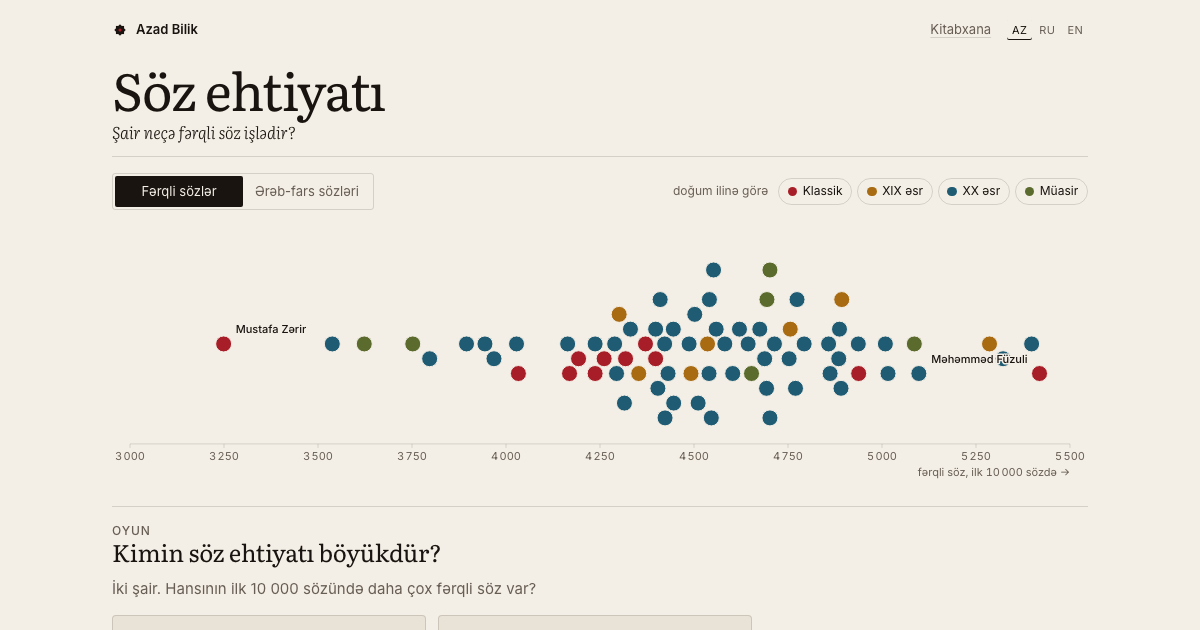 Azad Bilik
Kitabxana AZ RU EN
Söz ehtiyatı
Şair neçə fərqli söz işlədir?
Fərqli sözlər Ərəb-fars sözləri
doğum ilinə görə Klassik XIX əsr XX əsr Müasir
Mustafa Zərir
Məhəmməd Füzuli
3 000 3 250 3 500 3 750 4 000 4 250 4 500 4 750 5 000 5 250 5 500
fərqli söz, ilk 10 000 sözdə →
OYUN
Kimin söz ehtiyatı böyükdür?
İki şair. Hansının ilk 10 000 sözündə daha çox fərqli söz var?